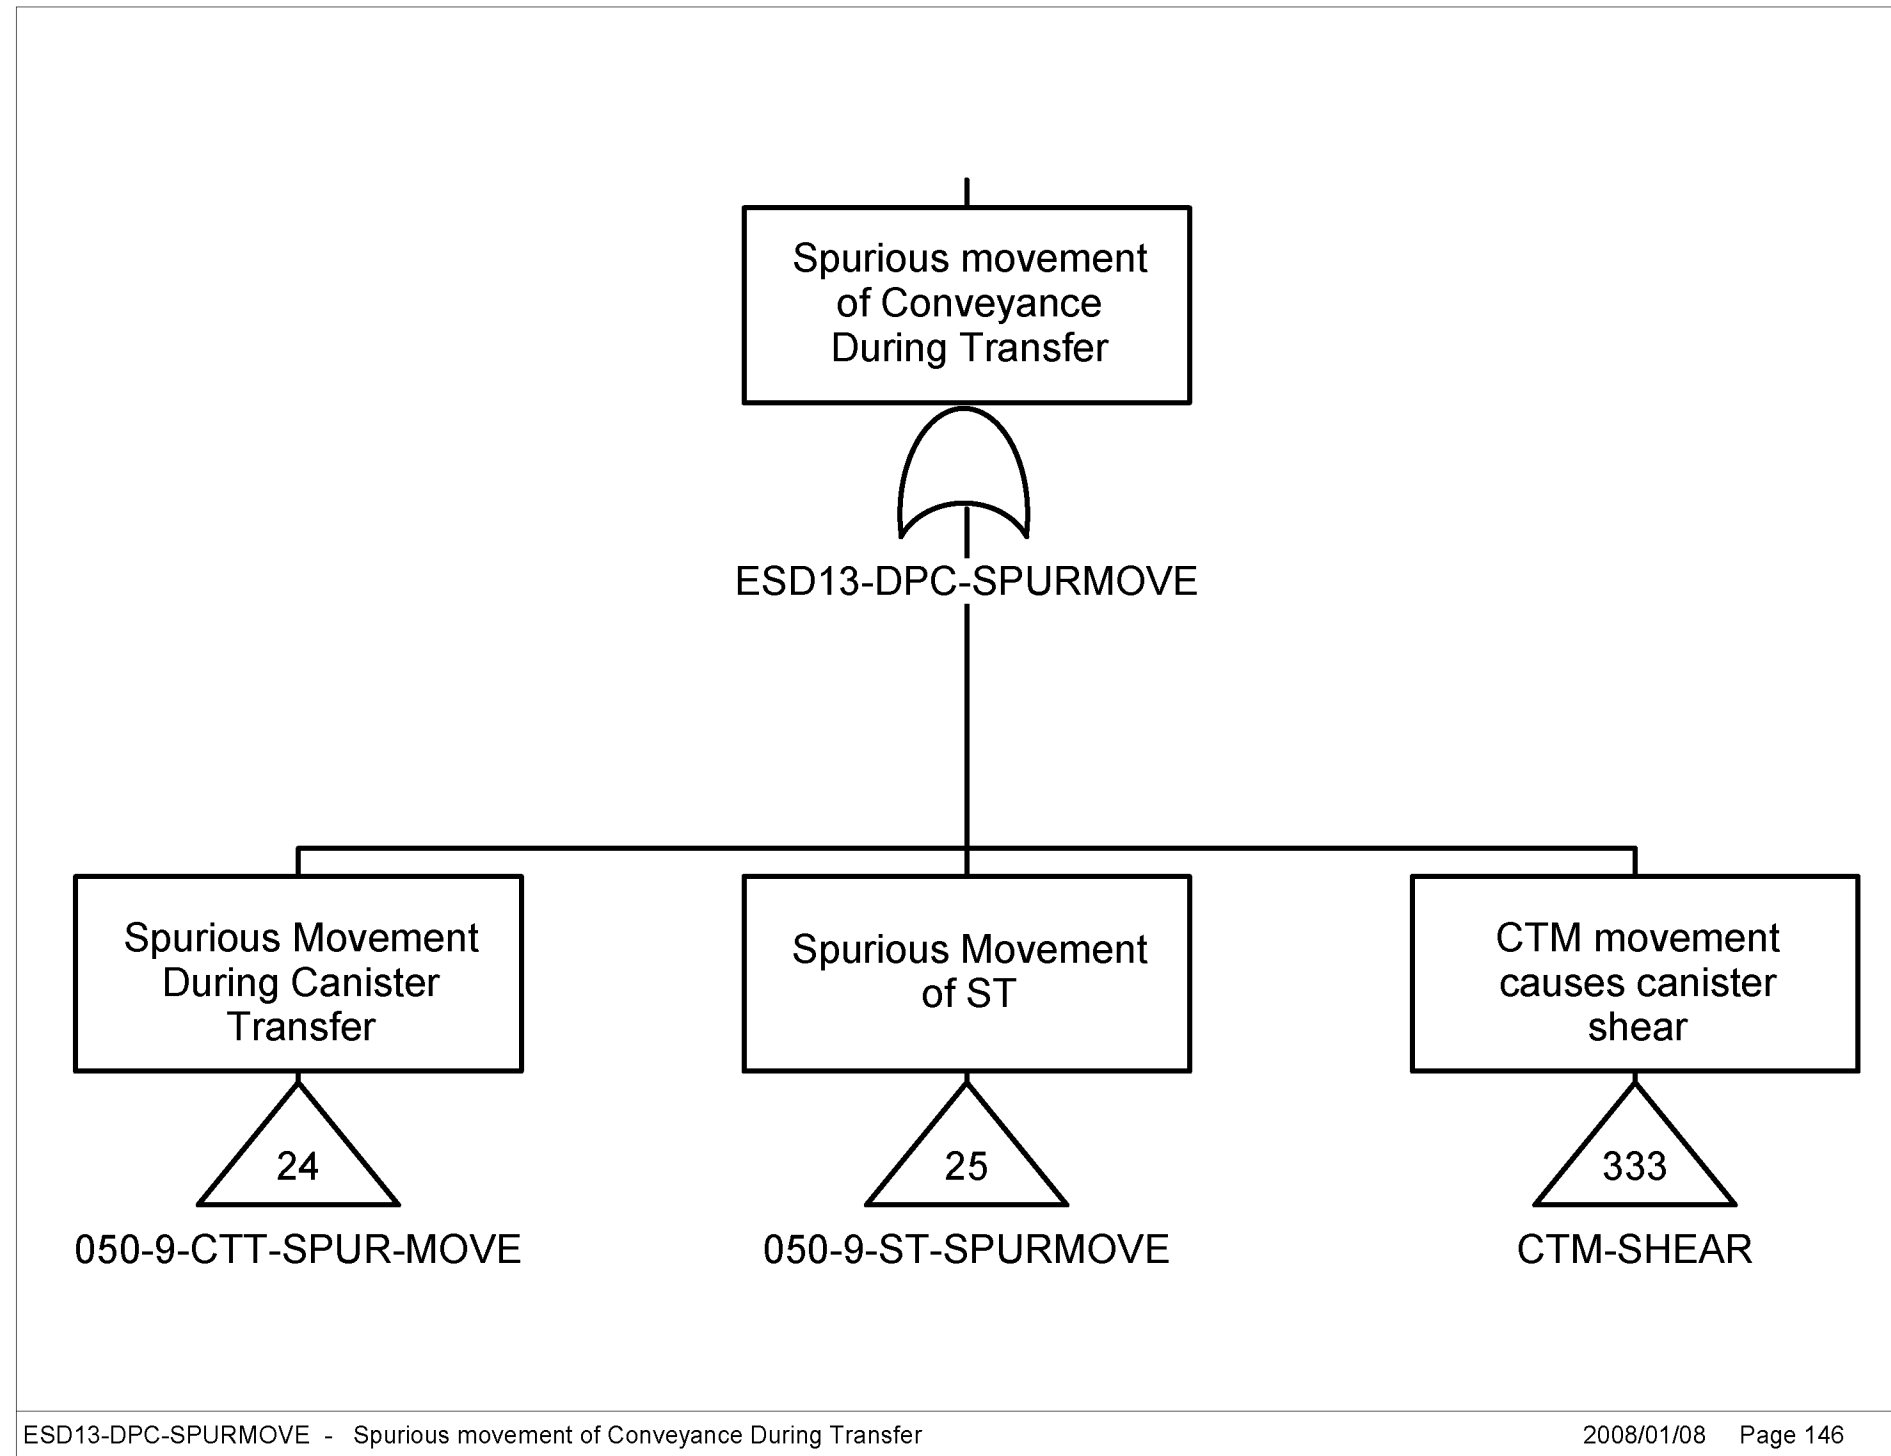 Spurious movement
of Conveyance
During Transfer
ESD13-DPC-SPURMOVE
Spurious Movement
During Canister
Transfer
24
050-9-CTT-SPUR-MOVE
Spurious Movement
of ST
25
050-9-ST-SPURMOVE
CTM movement
causes canister
shear
333
CTM-SHEAR
ESD13-DPC-SPURMOVE - Spurious movement of Conveyance During Transfer 2008/01/08 Page 146